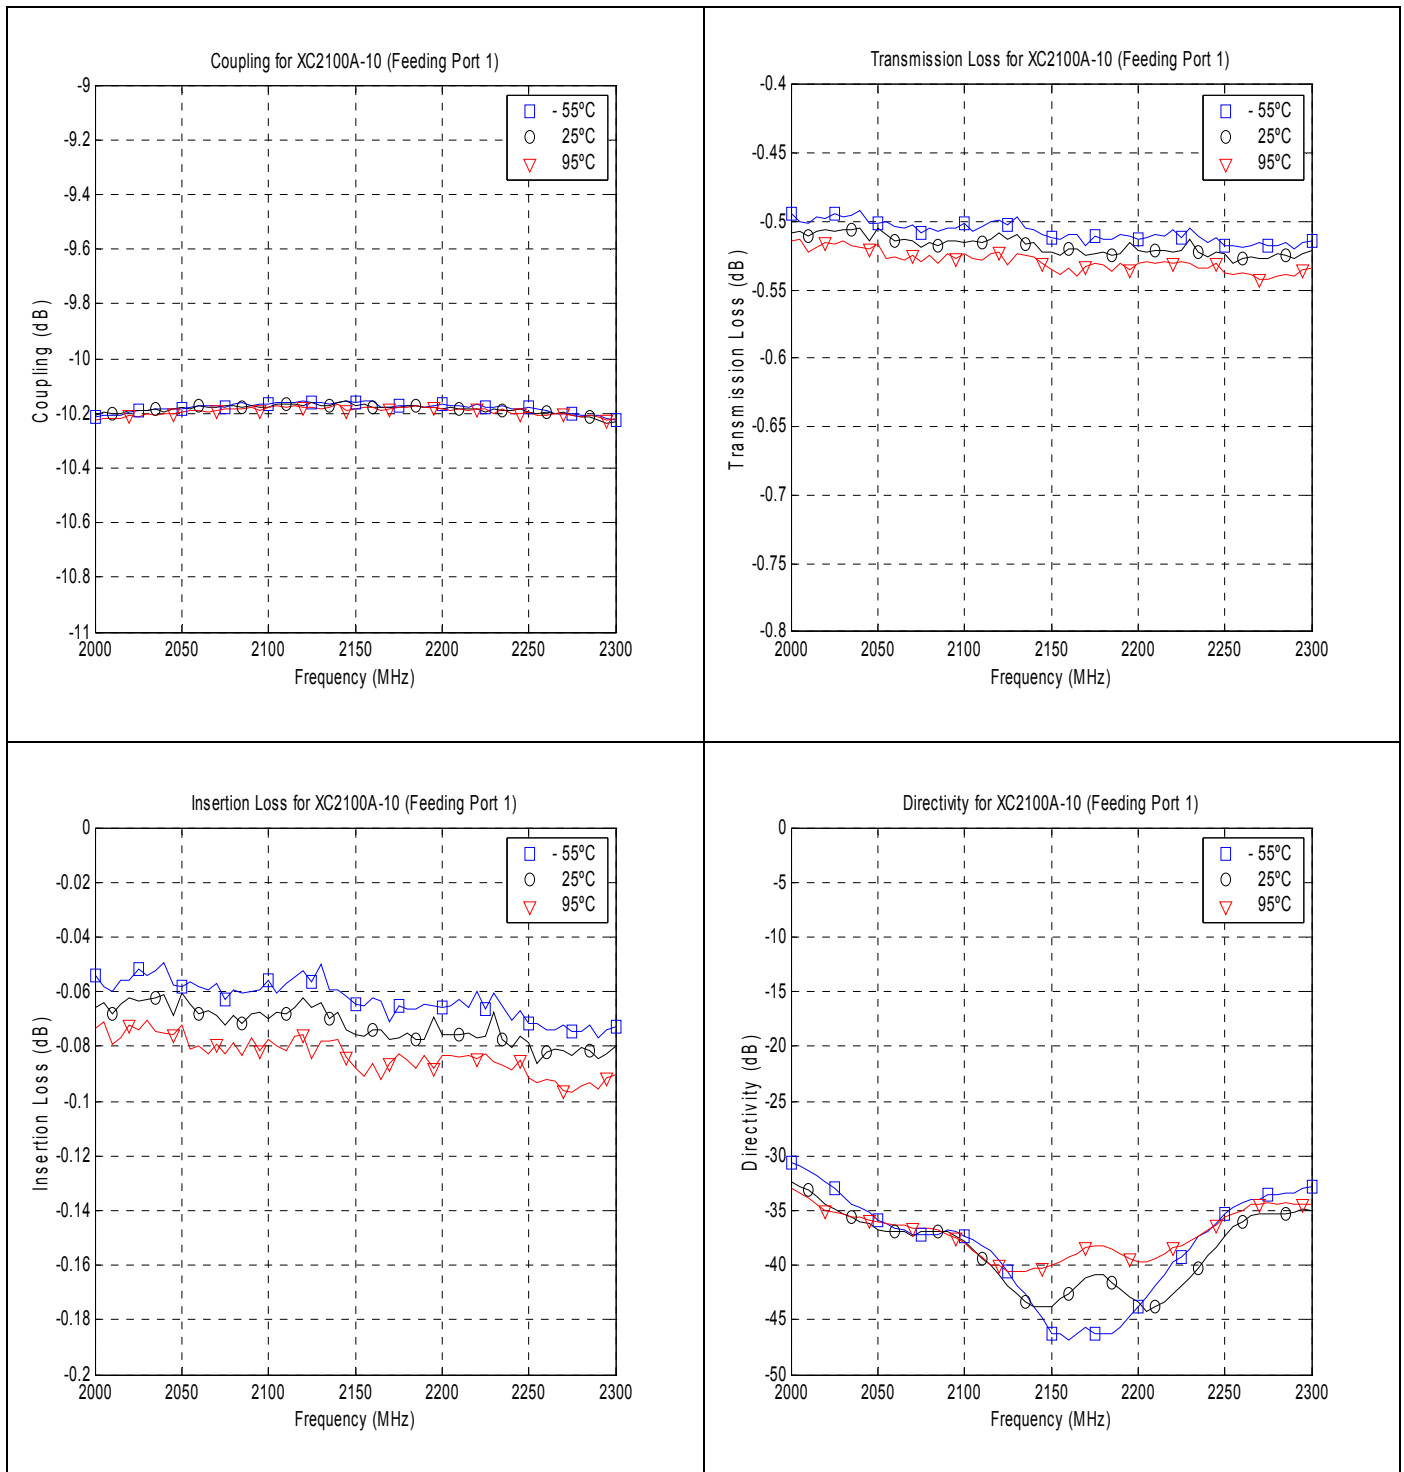 Coupling for XC2100A-10 (Feeding Port 1)
-9
-9.2
-9.4
-9.6
-9.8
-10
-10.2
-10.4
-10.6
-10.8
-11
Coupling (dB)
- 55ºC
25ºC
95ºC
2000 2050 2100 2150 2200 2250 2300
Frequency (MHz)
Transmission Loss for XC2100A-10 (Feeding Port 1)
-0.4
-0.45
-0.5
-0.55
-0.6
-0.65
-0.7
-0.75
-0.8
Transmission Loss (dB)
- 55ºC
25ºC
95ºC
2000 2050 2100 2150 2200 2250 2300
Frequency (MHz)
Insertion Loss for XC2100A-10 (Feeding Port 1)
0
-0.02
-0.04
-0.06
-0.08
-0.1
-0.12
-0.14
-0.16
-0.18
-0.2
Insertion Loss (dB)
- 55ºC
25ºC
95ºC
2000 2050 2100 2150 2200 2250 2300
Frequency (MHz)
Directivity for XC2100A-10 (Feeding Port 1)
0
-5
-10
-15
-20
-25
-30
-35
-40
-45
-50
Directivity (dB)
- 55ºC
25ºC
95ºC
2000 2050 2100 2150 2200 2250 2300
Frequency (MHz)